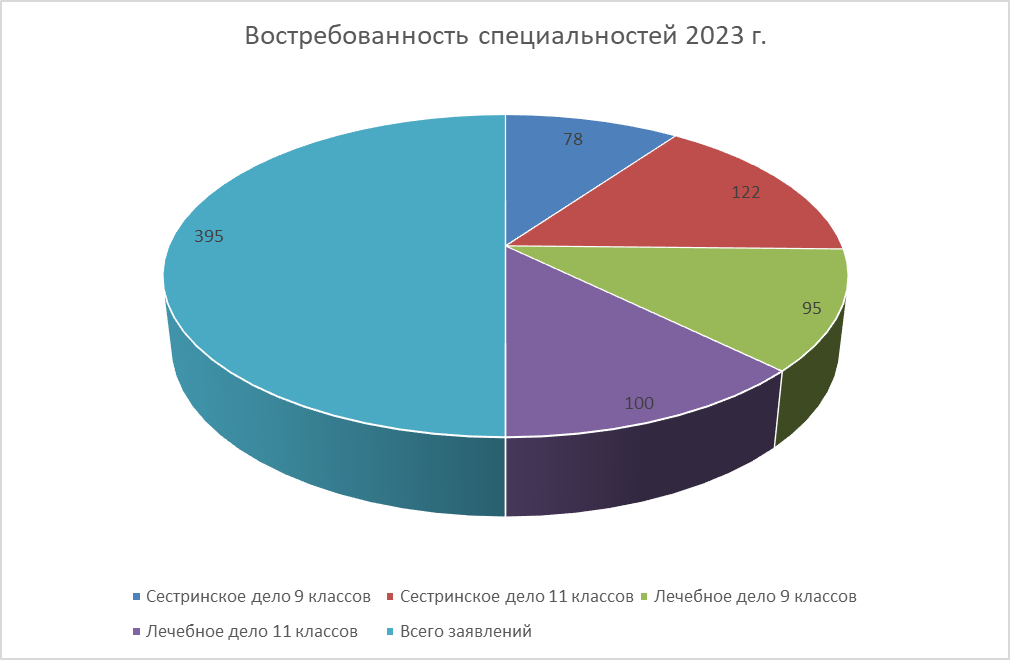 Востребованность специальностей 2023 г.
78
122
395
95
100
Сестринское дело 9 классов Сестринское дело 11 классов Лечебное дело 9 классов
Лечебное дело 11 классов Всего заявлений